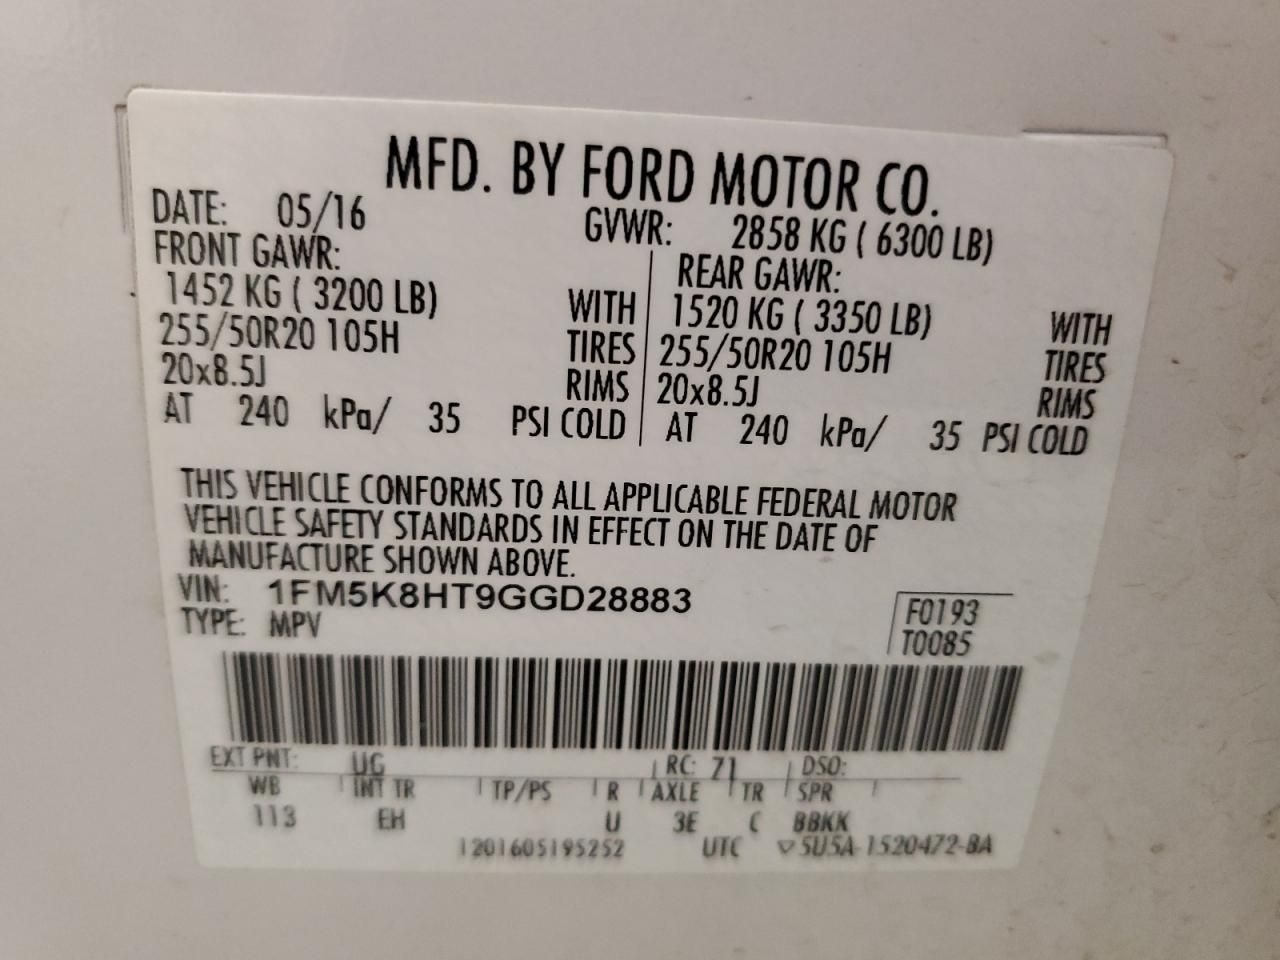 MFD. BY FORD MOTOR CO.
DATE: 05/16 GVWR: 2858 KG ( 6300 LB)
FRONT GAWR: REAR GAWR:
1452 KG ( 3200 LB) WITH 1520 KG ( 3350 LB) WITH
255/50R20 105H TIRES 255/50R20 105H TIRES
20x8.5J RIMS 20x8.5J RIMS
AT 240 kPa/ 35 PSI COLD AT 240 kPa/ 35 PSI COLD
THIS VEHICLE CONFORMS TO ALL APPLICABLE FEDERAL MOTOR
VEHICLE SAFETY STANDARDS IN EFFECT ON THE DATE OF
MANUFACTURE SHOWN ABOVE.
VIN: 1FM5K8HT9GGD28883 F0193
TYPE: MPV T0085
EXT PNT: UG RC: 71 DSO:
WB INT TR TP/PS R AXLE TR SPR
113 EH U 3E C BBKK
1201605195252 UTC ▽5U5A-1520472-BA